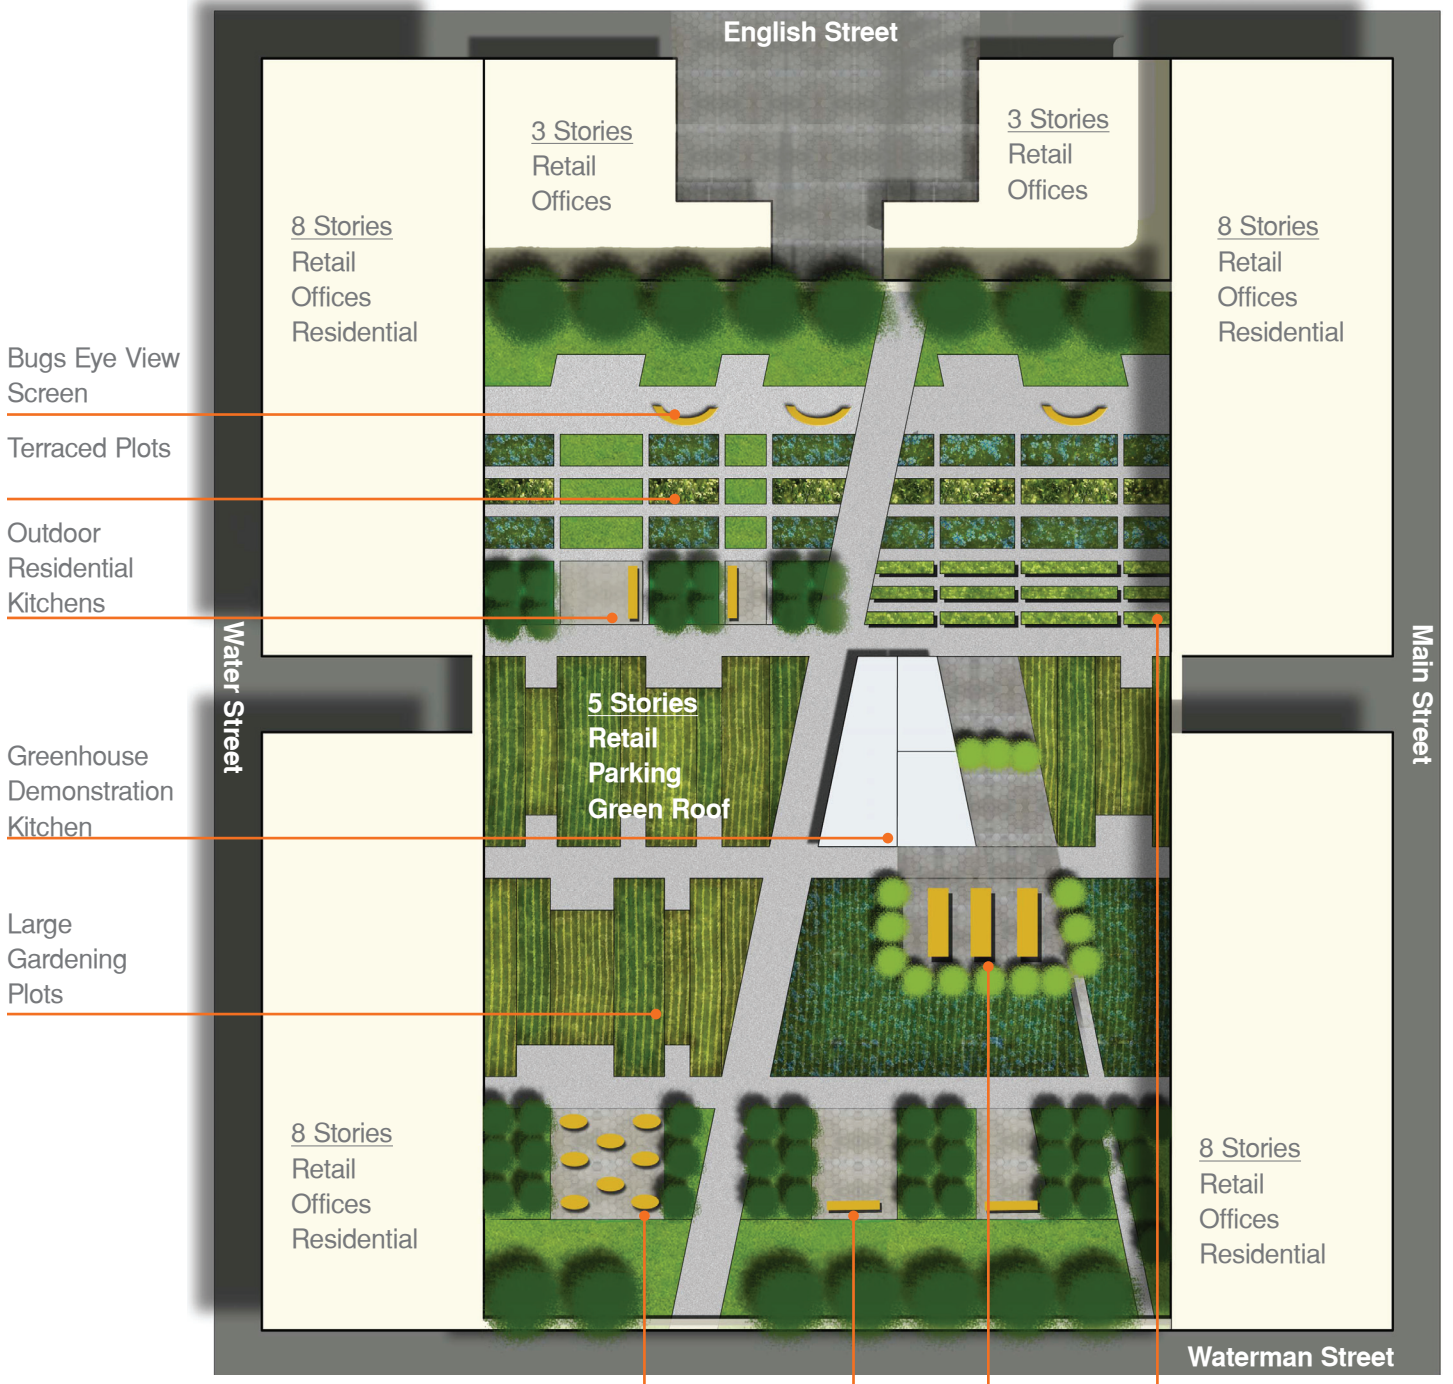 English Street
3 Stories
Retail
Offices
3 Stories
Retail
Offices
8 Stories
Retail
Offices
Residential
8 Stories
Retail
Offices
Residential
Bugs Eye View
Screen
Terraced Plots
Outdoor
Residential
Kitchens
Water Street
Main Street
5 Stories
Retail
Parking
Green Roof
Greenhouse
Demonstration
Kitchen
Large
Gardening
Plots
8 Stories
Retail
Offices
Residential
8 Stories
Retail
Offices
Residential
Waterman Street